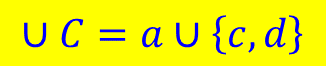 ∪ C = a ∪ {c, d}